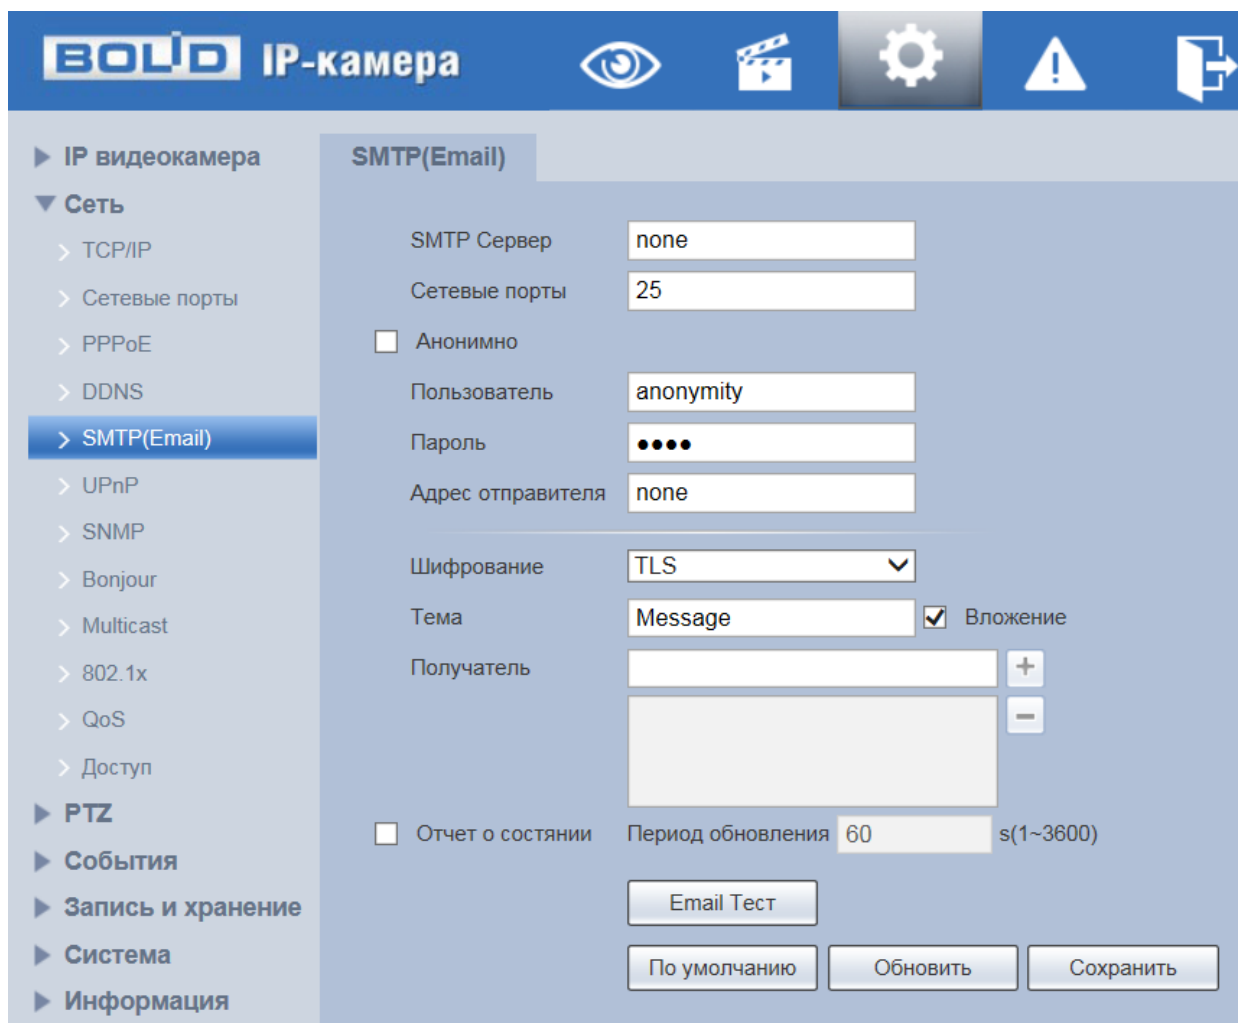 BOLID IP-камера
IP видеокамера
Сеть
TCP/IP
Сетевые порты
PPPoE
DDNS
SMTP(Email)
UPnP
SNMP
Bonjour
Multicast
802.1x
QoS
Доступ
PTZ
События
Запись и хранение
Система
Информация
SMTP(Email)
SMTP Сервер none
Сетевые порты 25
Анонимно
Пользователь anonymity
Пароль ●●●●
Адрес отправителя none
Шифрование TLS
Тема Message Вложение
Получатель +
−
Отчет о состянии Период обновления 60 s(1~3600)
Email Тест
По умолчанию Обновить Сохранить